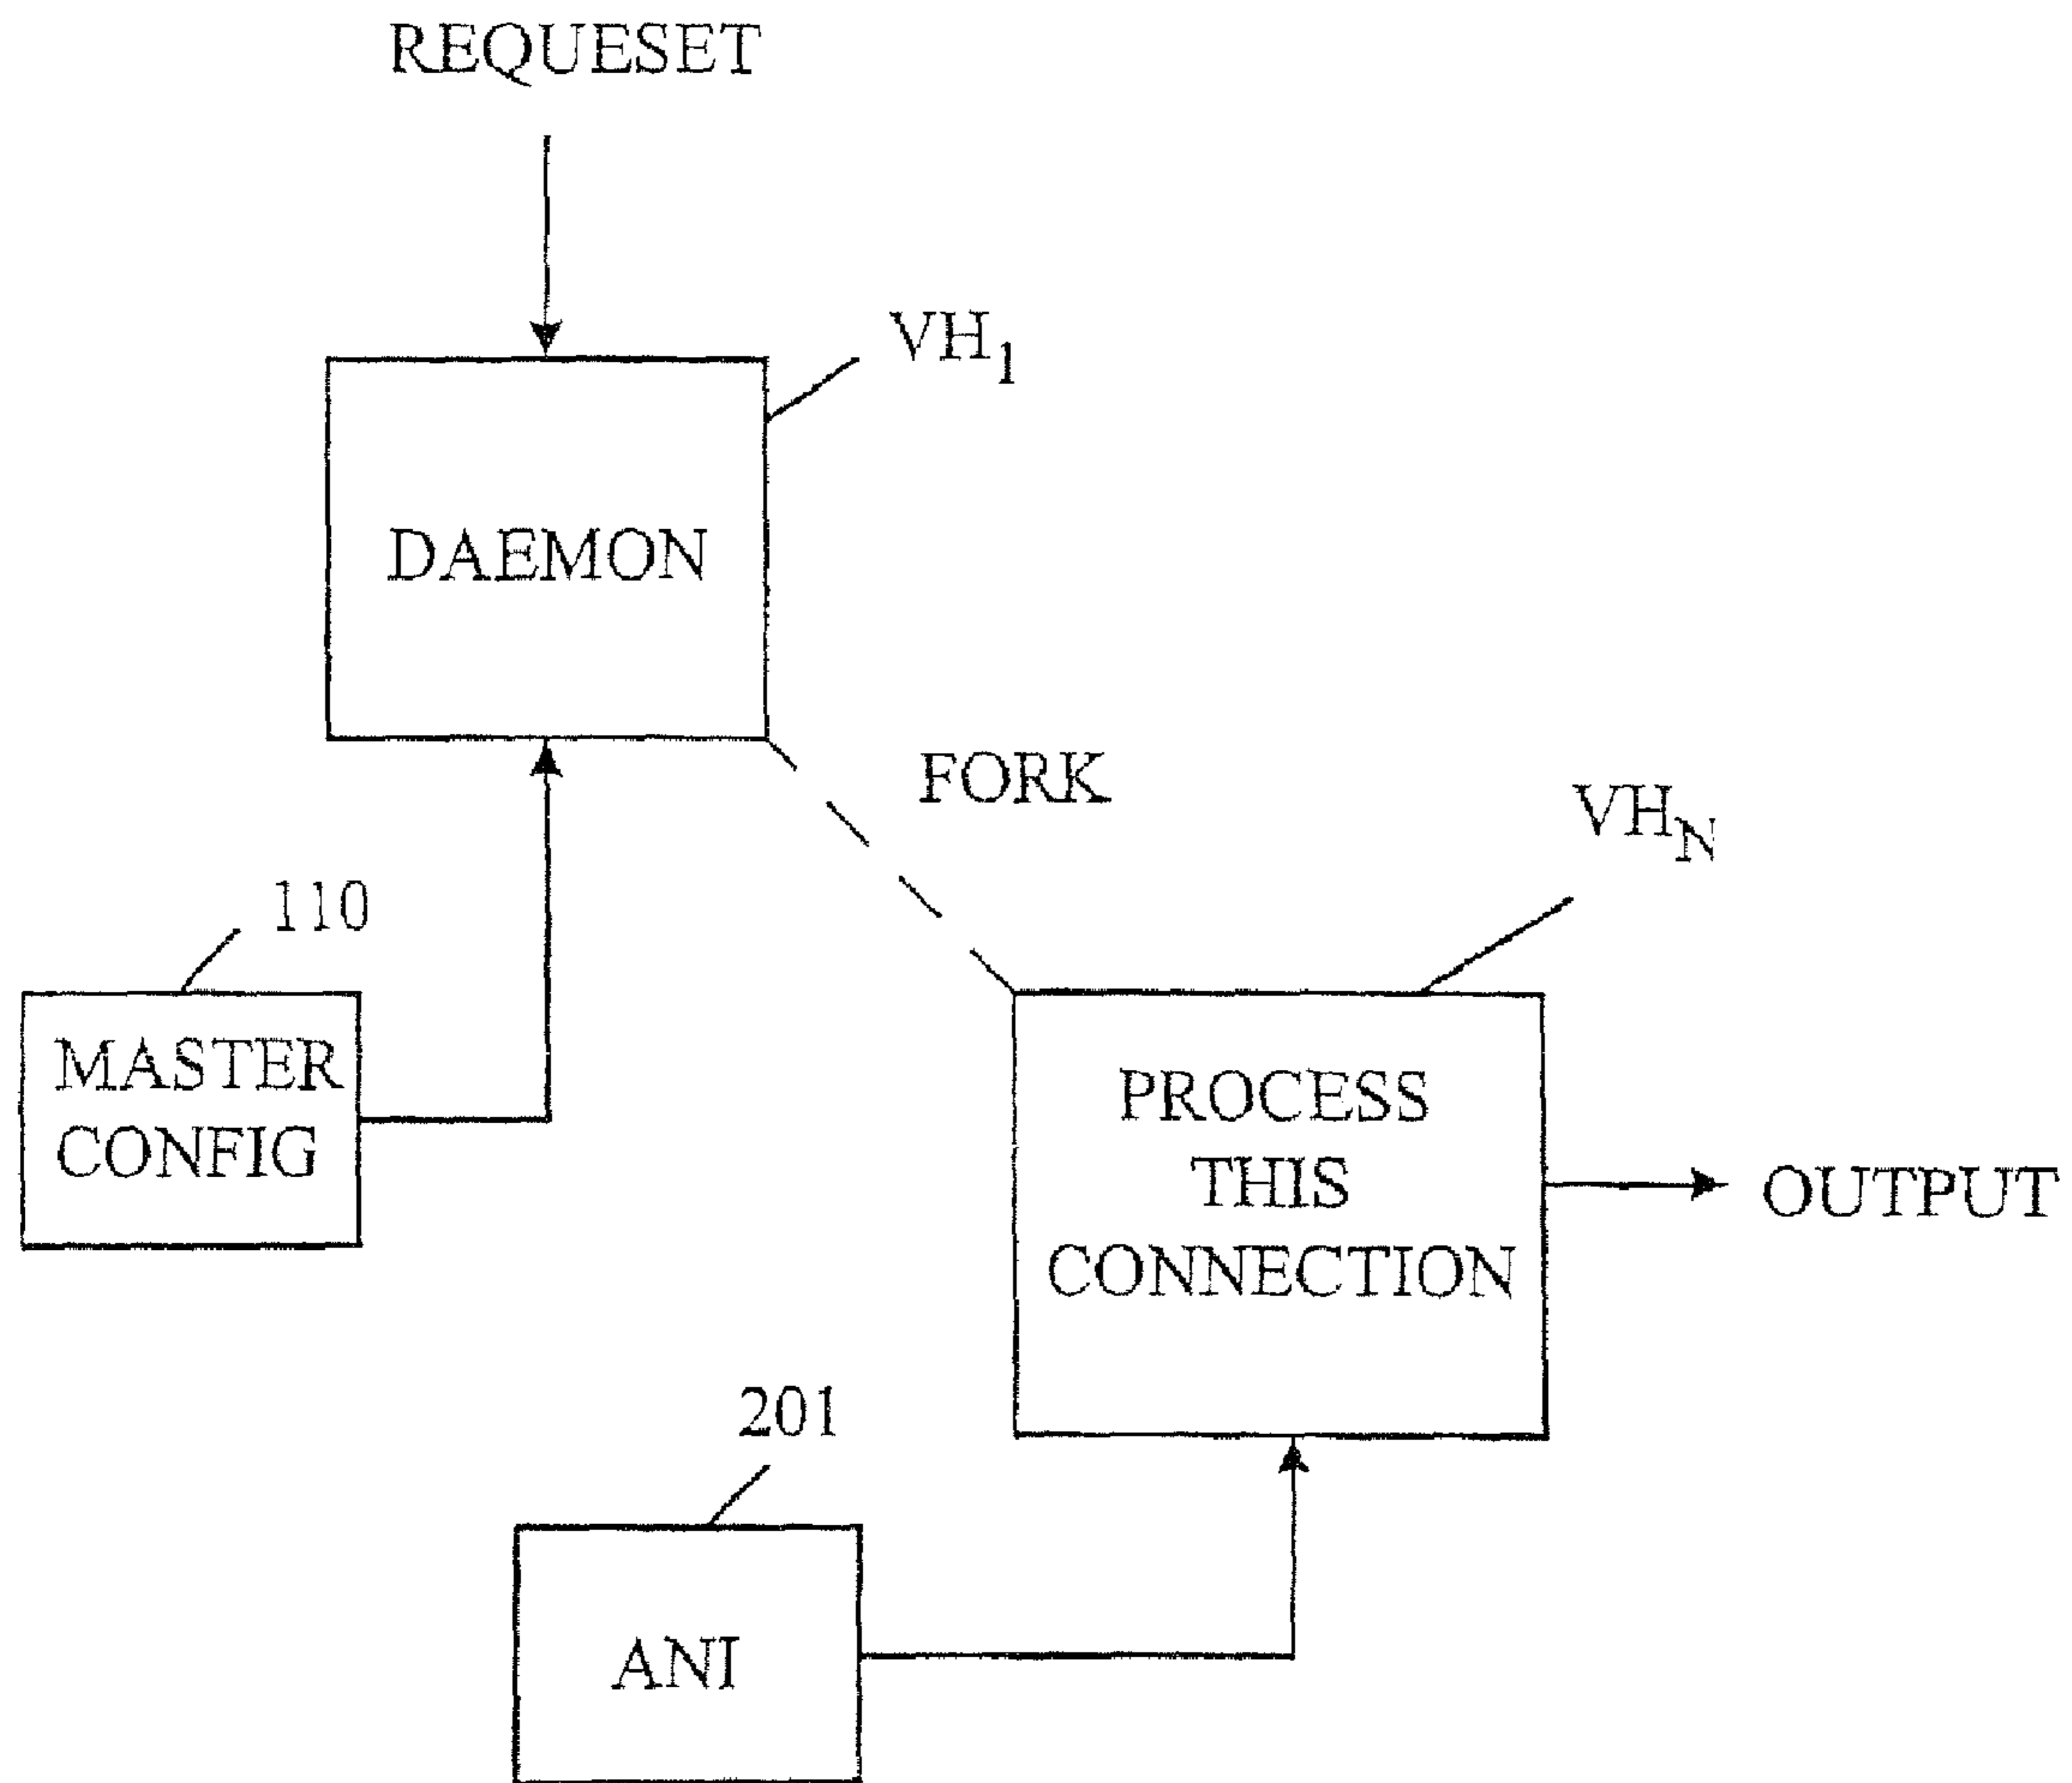 REQUESET
VH1
DAEMON
FORK
VHN
110
MASTER
CONFIG
PROCESS
THIS
CONNECTION
OUTPUT
201
ANI